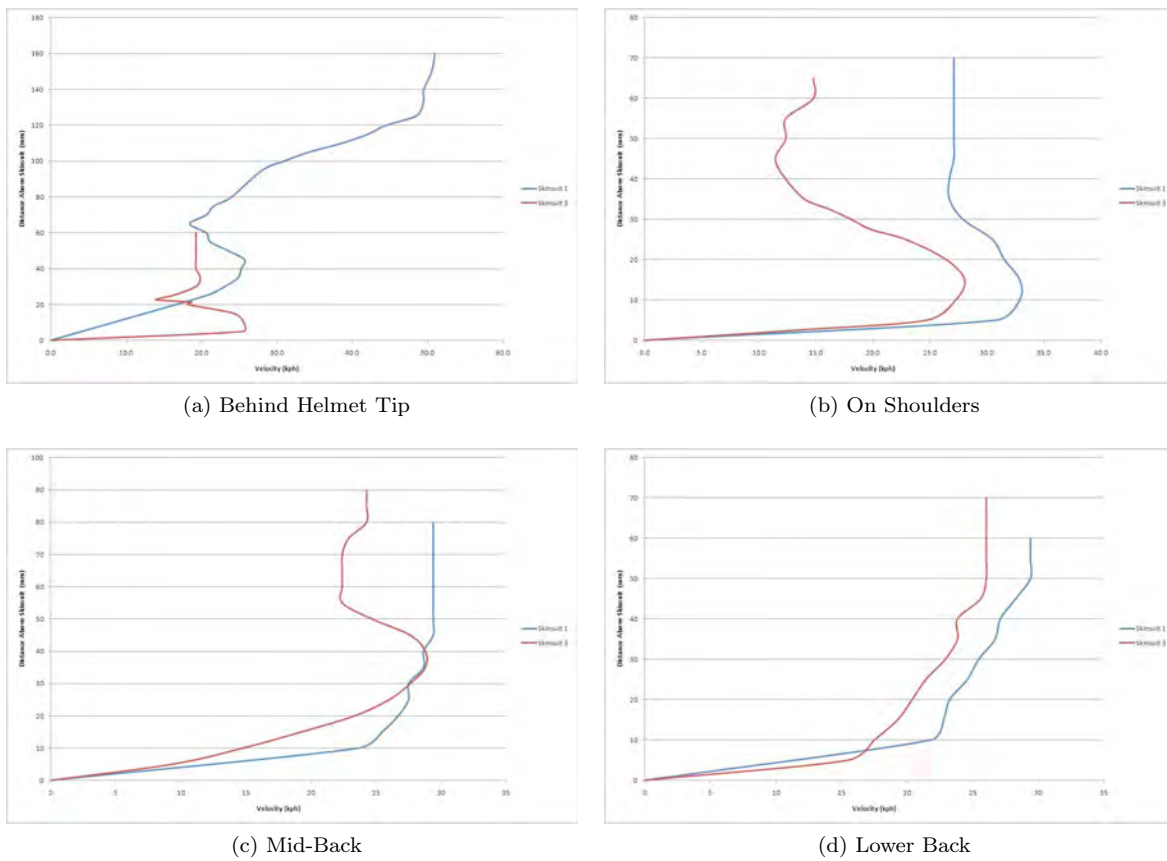 180
160
140
120
100
80
60
40
20
0
Distance Above Skinsuit (mm)
0.0 10.0 20.0 30.0 40.0 50.0 60.0
Velocity (kph)
Skinsuit 1
Skinsuit 3
(a) Behind Helmet Tip
80
70
60
50
40
30
20
10
0
Distance Above Skinsuit (mm)
0.0 5.0 10.0 15.0 20.0 25.0 30.0 35.0 40.0
Velocity (kph)
Skinsuit 1
Skinsuit 3
(b) On Shoulders
100
90
80
70
60
50
40
30
20
10
0
Distance Above Skinsuit (mm)
0 5 10 15 20 25 30 35
Velocity (kph)
Skinsuit 1
Skinsuit 3
(c) Mid-Back
80
70
60
50
40
30
20
10
0
Distance Above Skinsuit (mm)
0 5 10 15 20 25 30 35
Velocity (kph)
Skinsuit 1
Skinsuit 3
(d) Lower Back